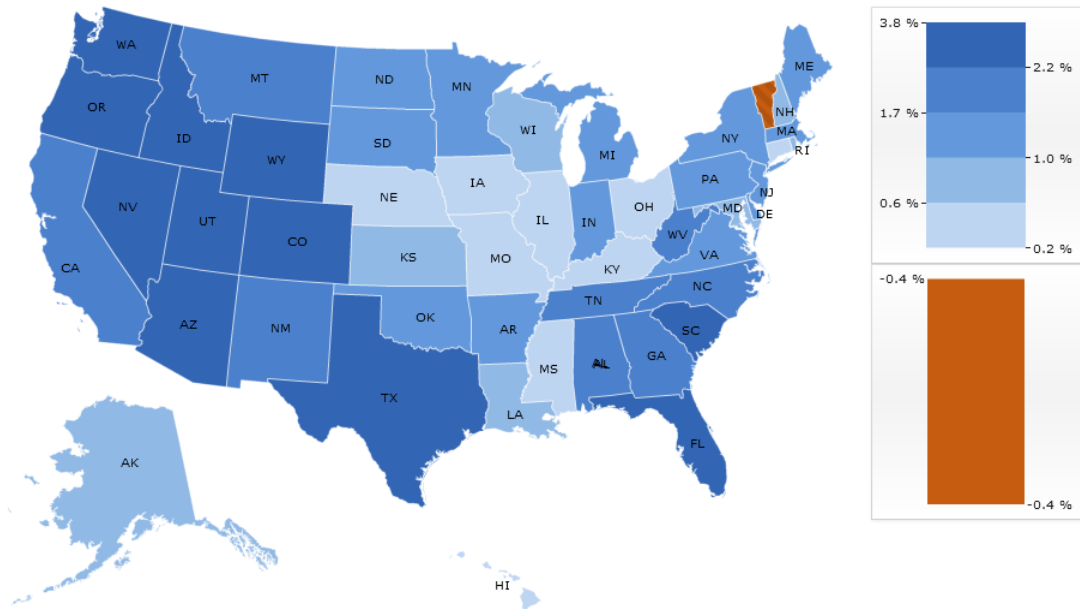 WA
MT
ND
MN
ME
OR
ID
WY
SD
WI
MI
NY
NH
MA
RI
NV
UT
CO
NE
IA
IL
IN
OH
PA
NJ
MD
DE
WV
VA
CA
KS
MO
KY
AZ
NM
OK
AR
TN
NC
SC
TX
LA
MS
AL
GA
FL
AK
HI
3.8 %
2.2 %
1.7 %
1.0 %
0.6 %
0.2 %
-0.4 %
-0.4 %